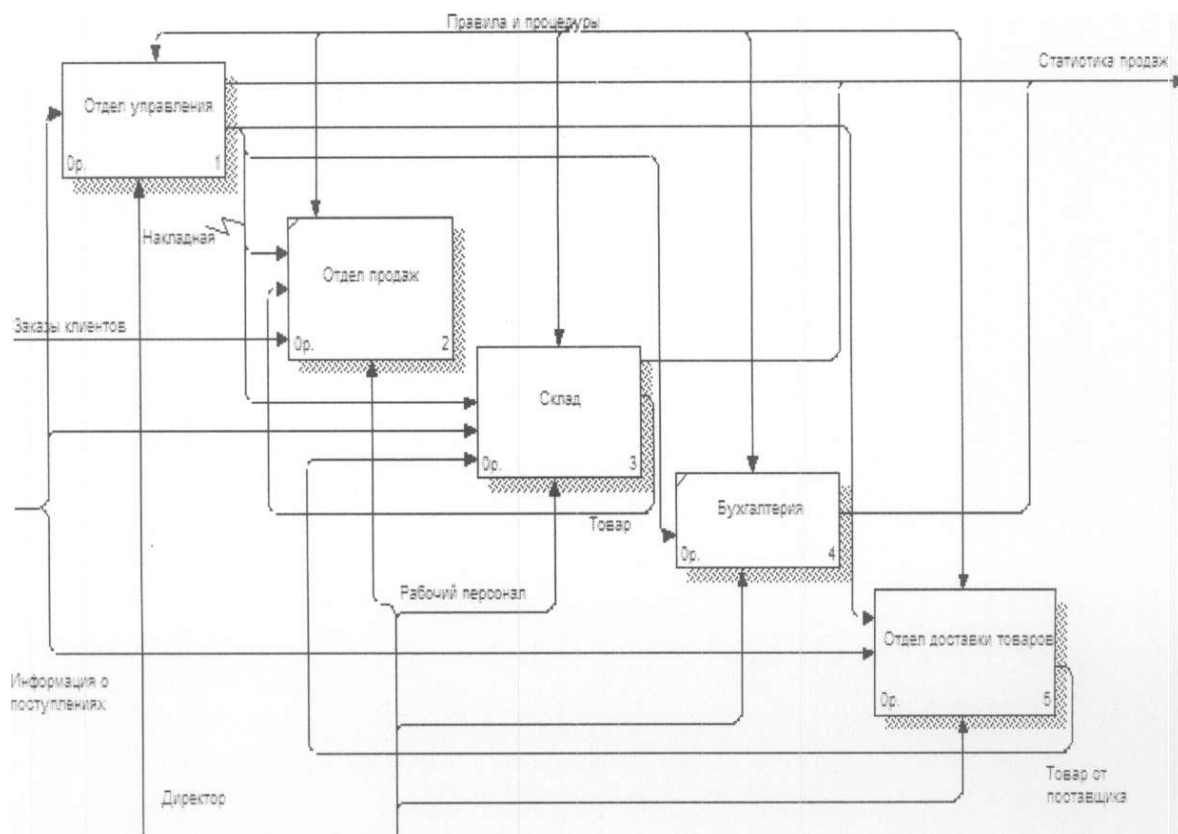 Правила и процедуры
Статистика продаж
Отдел управления
0р. 1
Накладная
Отдел продаж
0р. 2
Заказы клиентов
Склад
0р. 3
Товар
Бухгалтерия
0р. 4
Рабочий персонал
Отдел доставки товаров
0р. 5
Информация о
поступлениях
Директор
Товар от
поставщика